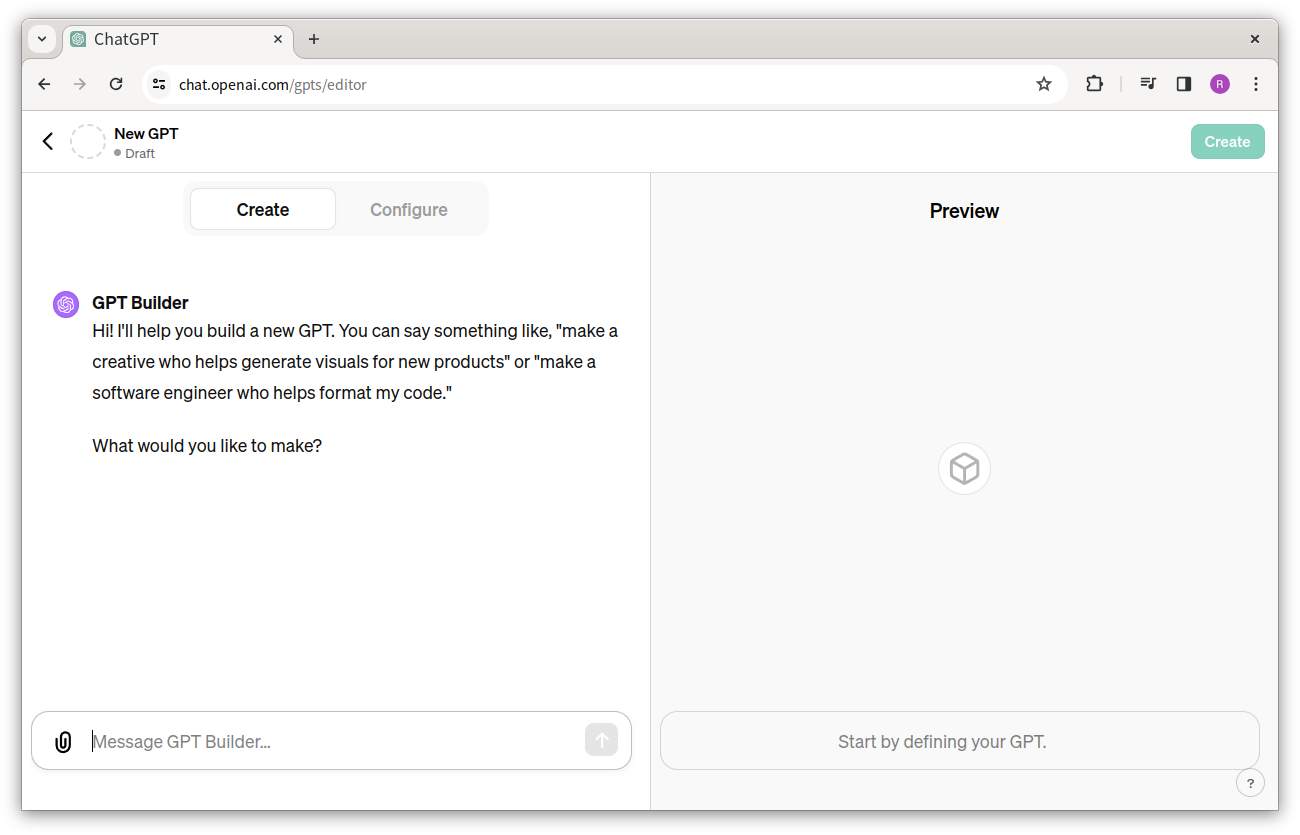 ChatGPT
chat.openai.com/gpts/editor
R
New GPT
Draft
Create
Create
Configure
GPT Builder
Hi! I'll help you build a new GPT. You can say something like, "make a
creative who helps generate visuals for new products" or "make a
software engineer who helps format my code."
What would you like to make?
Message GPT Builder...
Preview
Start by defining your GPT.
?